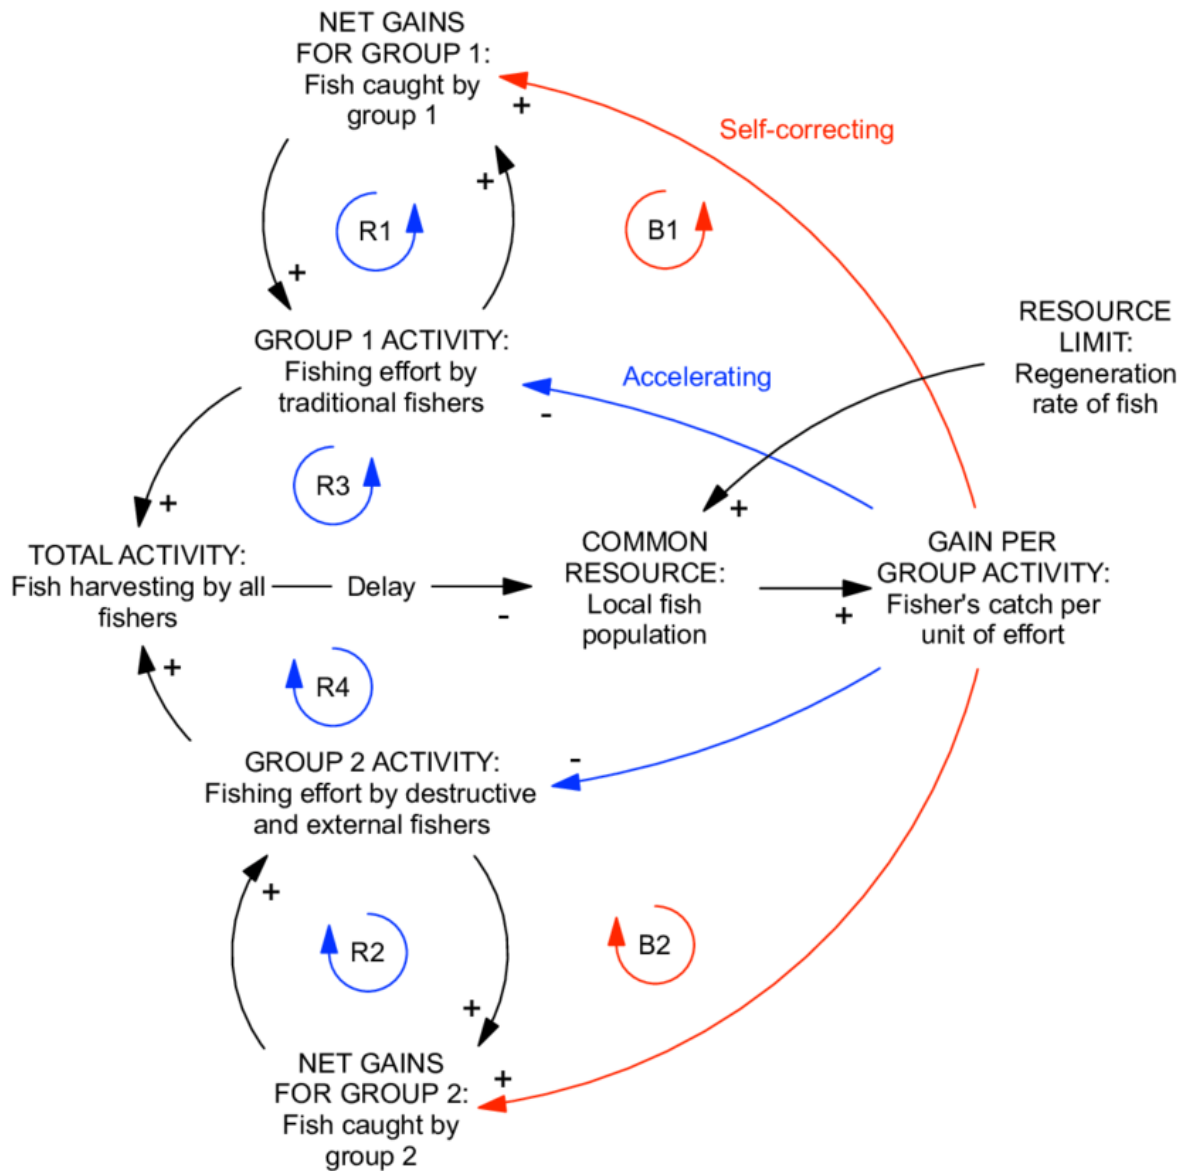 NET GAINS
FOR GROUP 1:
Fish caught by
group 1
+
Self-correcting
+
R1
B1
+
RESOURCE
LIMIT:
Regeneration
rate of fish
GROUP 1 ACTIVITY:
Fishing effort by
traditional fishers
Accelerating
-
R3
+
+
TOTAL ACTIVITY:
Fish harvesting by all
fishers
Delay
-
COMMON
RESOURCE:
Local fish
population
+
GAIN PER
GROUP ACTIVITY:
Fisher's catch per
unit of effort
+
R4
GROUP 2 ACTIVITY:
Fishing effort by destructive
and external fishers
-
+
R2
B2
+
NET GAINS
FOR GROUP 2:
Fish caught by
group 2
+